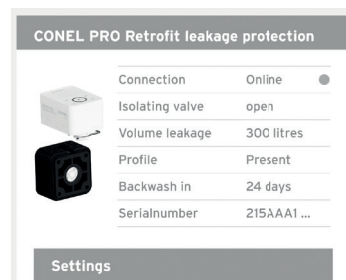 CONEL PRO Retrofit leakage protection
Connection Online
Isolating valve open
Volume leakage 300 litres
Profile Present
Backwash in 24 days
Serialnumber 215AAA1 ...
Settings